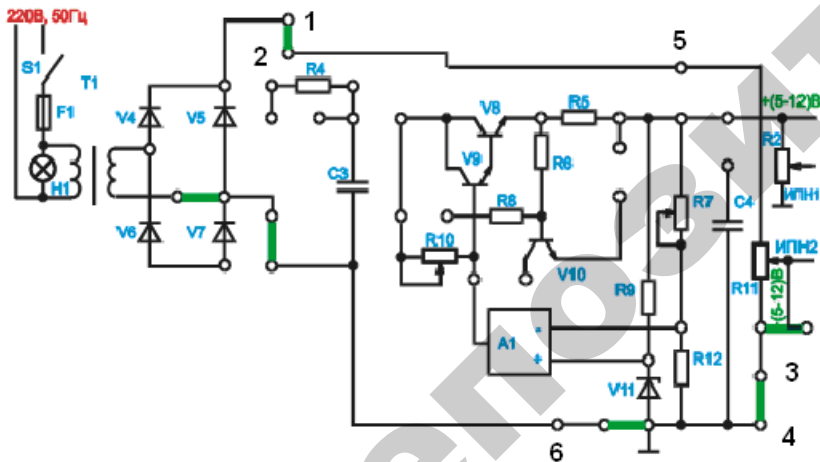 220В, 50Гц
1
2
5
S1
T1
R4
V8
R5
+(5-12)В
F1
V4
V5
R2
V9
R6
C3
H1
R8
R7
C4
ИПН1
V6
V7
R10
V10
ИПН2
R9
R11
-(5-12)В
A1
-
+
R12
V11
3
4
6